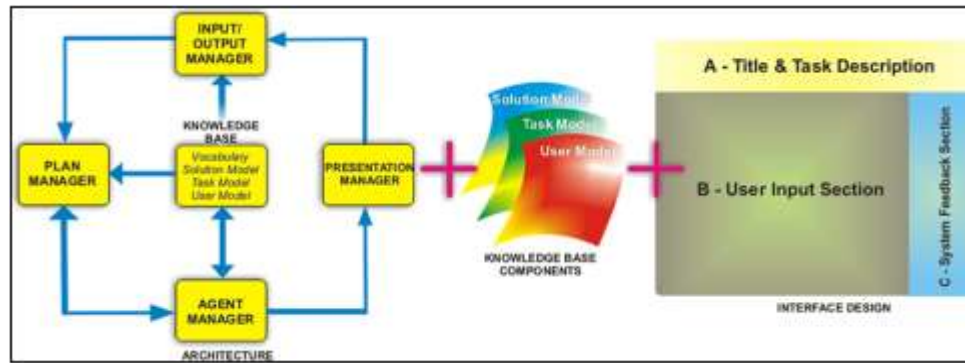 INPUT/
OUTPUT
MANAGER
KNOWLEDGE
BASE
Vocabulary
Solution Model
Task Model
User Model
PLAN
MANAGER
PRESENTATION
MANAGER
AGENT
MANAGER
ARCHITECTURE
Solution Model
Task Model
User Model
KNOWLEDGE BASE
COMPONENTS
A - Title & Task Description
B - User Input Section
C - System Feedback Section
INTERFACE DESIGN